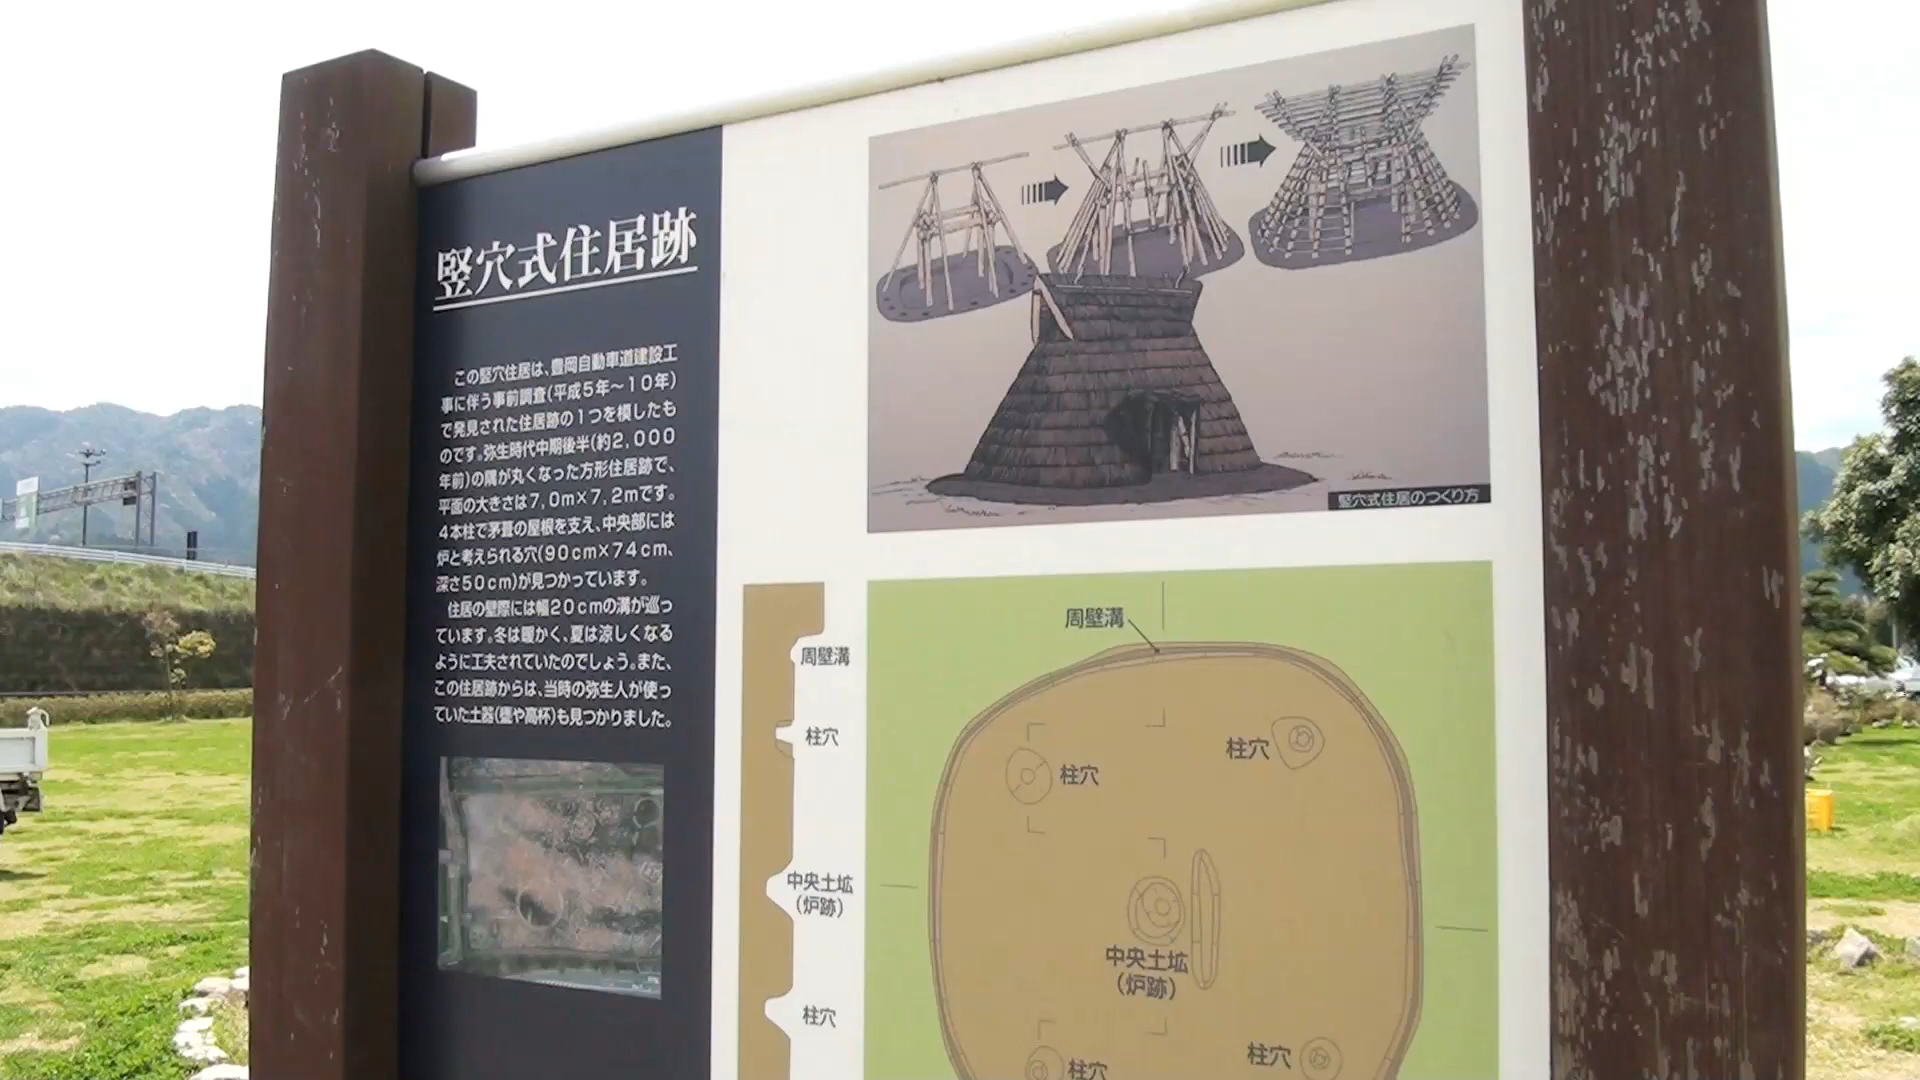 竪穴式住居跡
この竪穴住居は、豊岡自動車道建設工
事に伴う事前調査(平成5年～10年)
で発見された住居跡の1つを模したも
のです。弥生時代中期後半(約2,000
年前)の隅が丸くなった方形住居跡で、
平面の大きさは7,0m×7,2mです。
4本柱で茅葺の屋根を支え、中央部には
炉と考えられる穴(90cm×74cm、
深さ50cm)が見つかっています。
住居の壁際には幅20cmの溝が巡っ
ています。冬は暖かく、夏は涼しくなる
ように工夫されていたのでしょう。また、
この住居跡からは、当時の弥生人が使っ
ていた土器(甕や高杯)も見つかりました。
竪穴式住居のつくり方
周壁溝
柱穴
中央土坑
(炉跡)
柱穴
周壁溝
柱穴
柱穴
中央土坑
(炉跡)
柱穴
柱穴